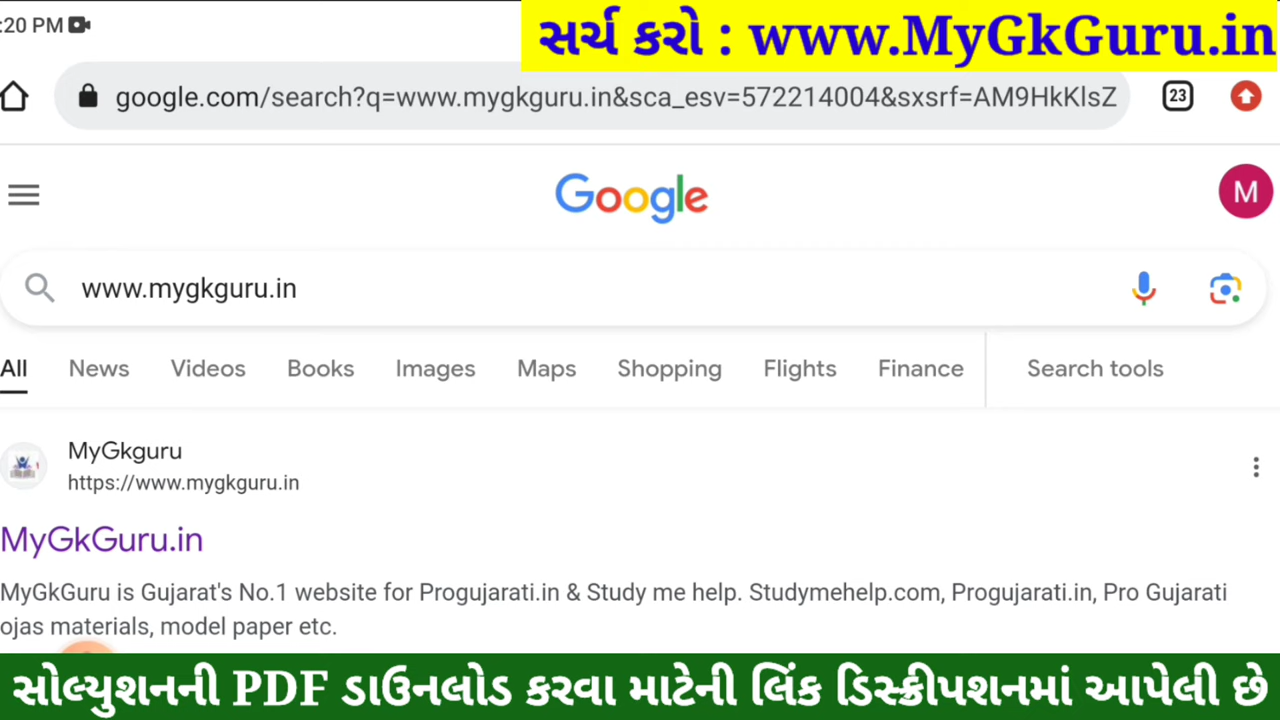 :20 PM
સર્ચ કરો : www.MyGkGuru.in
google.com/search?q=www.mygkguru.in&sca_esv=572214004&sxsrf=AM9HkKlsZ
23
Google
M
www.mygkguru.in
All News Videos Books Images Maps Shopping Flights Finance Search tools
MyGkguru
https://www.mygkguru.in
MyGkGuru.in
MyGkGuru is Gujarat's No.1 website for Progujarati.in & Study me help. Studymehelp.com, Progujarati.in, Pro Gujarati
ojas materials, model paper etc.
સોલ્યુશનની PDF ડાઉનલોડ કરવા માટેની લિંક ડિસ્ક્રીપશનમાં આપેલી છે